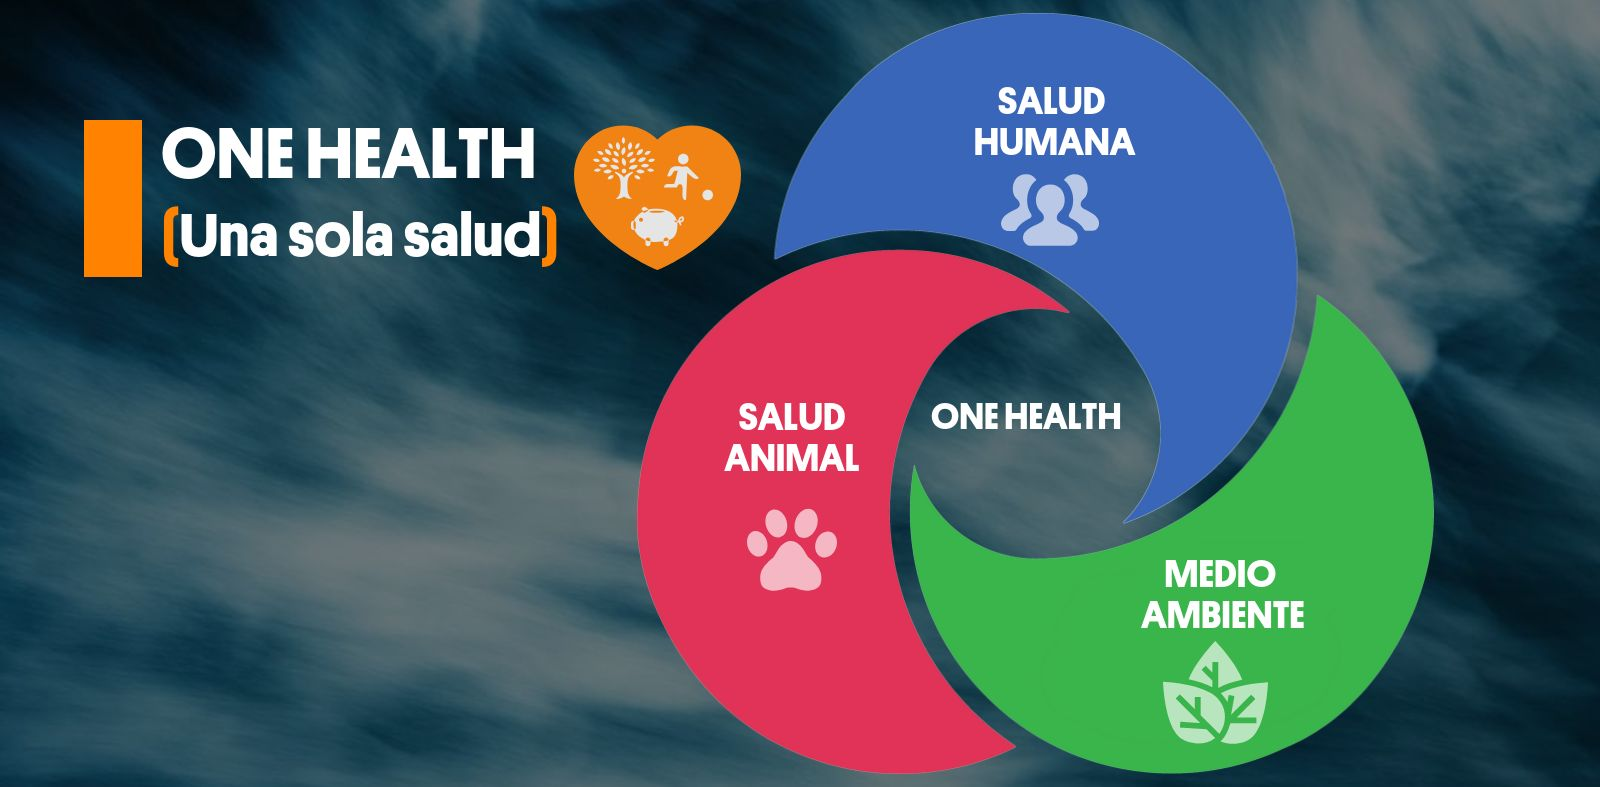 ONE HEALTH
(Una sola salud)
SALUD
HUMANA
SALUD
ANIMAL
ONE HEALTH
MEDIO
AMBIENTE